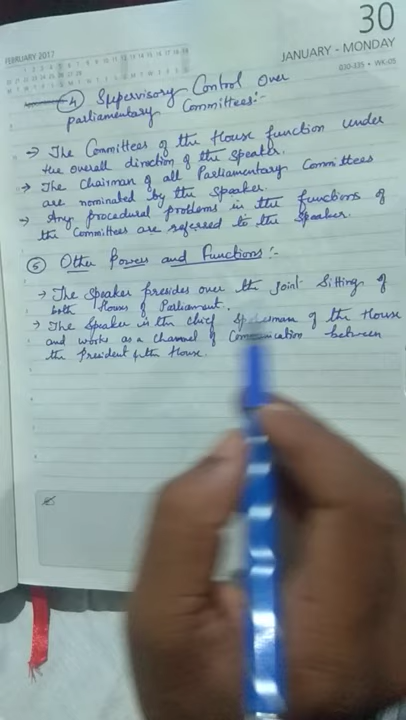 30
JANUARY - MONDAY
030-335 • WK-05
FEBRUARY 2017
4 Supervisory Control Over
parliamentary Committees:-
→ The Committees of the House function under
the overall direction of the Speaker.
→ The Chairman of all Parliamentary Committees
are nominated by the Speaker.
→ Any procedural problems in the functions of
the Committees are referred to the Speaker.
5 Other Powers and Functions:-
→ The Speaker presides over the Joint Sitting of
both Houses of Parliament.
→ The Speaker is the chief of the House
and works as a channel of Communication between
the President & the House.